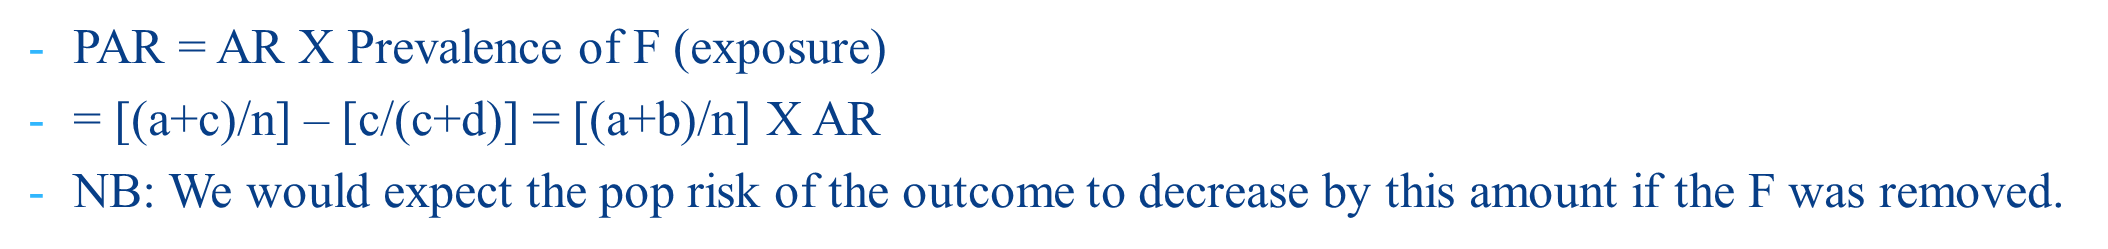 - PAR = AR X Prevalence of F (exposure)
- = [(a+c)/n] – [c/(c+d)] = [(a+b)/n] X AR
- NB: We would expect the pop risk of the outcome to decrease by this amount if the F was removed.